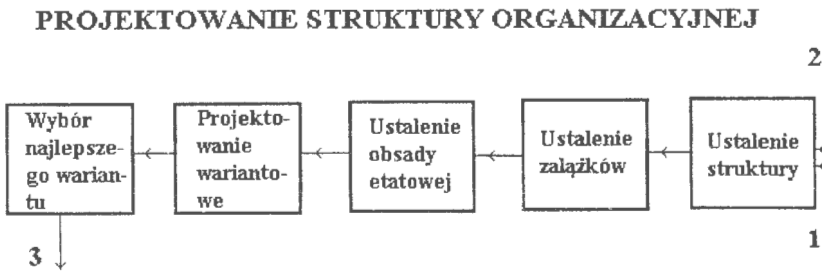 PROJEKTOWANIE STRUKTURY ORGANIZACYJNEJ
2
Wybór
najlepsze-
go warian-
tu
Projekto-
wanie
warianto-
we
Ustalenie
obsady
etatowej
Ustalenie
zalążków
Ustalenie
struktury
1
3